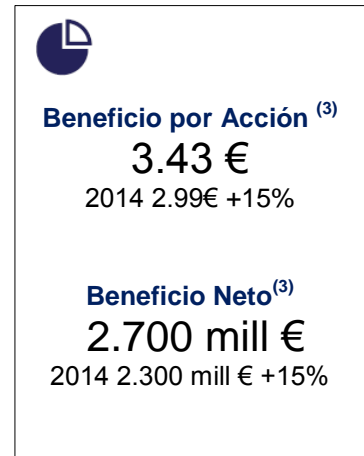 Beneficio por Acción (3)
3.43 €
2014 2.99€ +15%
Beneficio Neto(3)
2.700 mill €
2014 2.300 mill € +15%